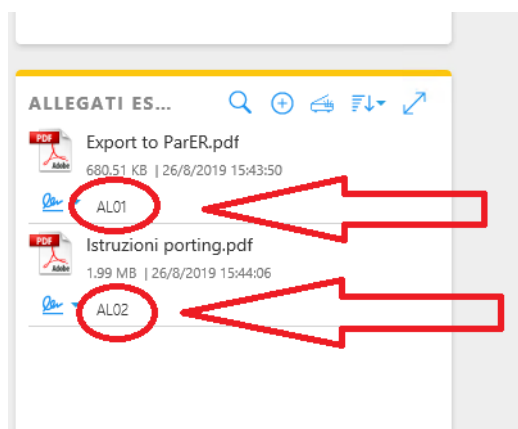 ALLEGATI ES...
PDF
Adobe
Export to ParER.pdf
680.51 KB | 26/8/2019 15:43:50
AL01
PDF
Adobe
Istruzioni porting.pdf
1.99 MB | 26/8/2019 15:44:06
AL02